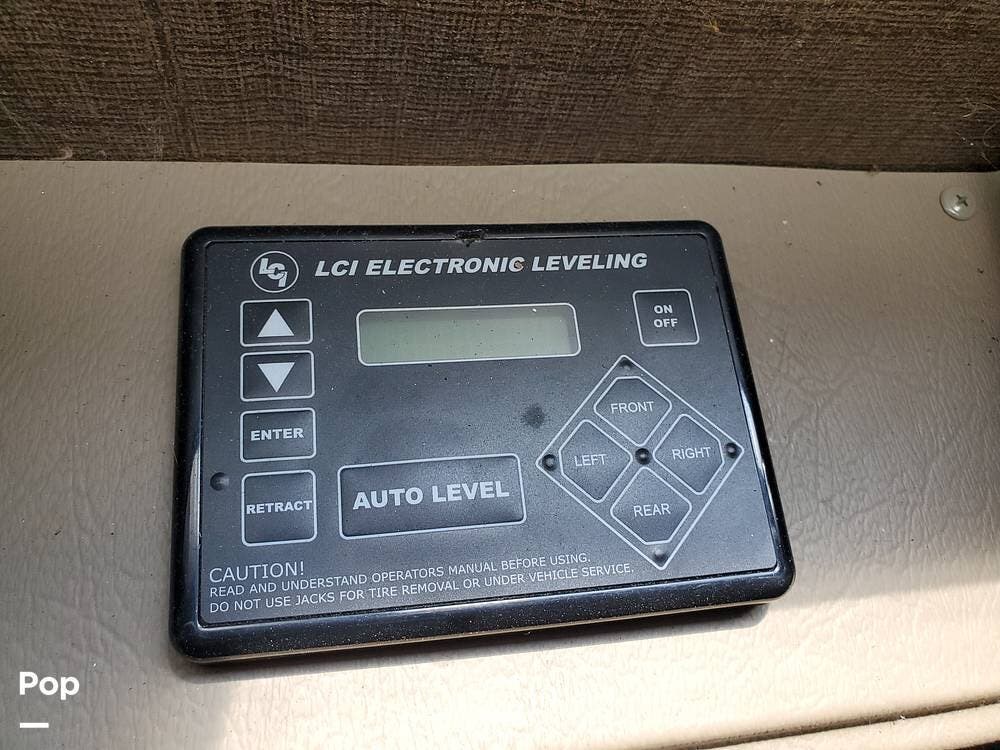 LCI LCI ELECTRONIC LEVELING
ON
OFF
FRONT
LEFT
RIGHT
REAR
ENTER
RETRACT
AUTO LEVEL
CAUTION!
READ AND UNDERSTAND OPERATORS MANUAL BEFORE USING.
DO NOT USE JACKS FOR TIRE REMOVAL OR UNDER VEHICLE SERVICE.
Pop